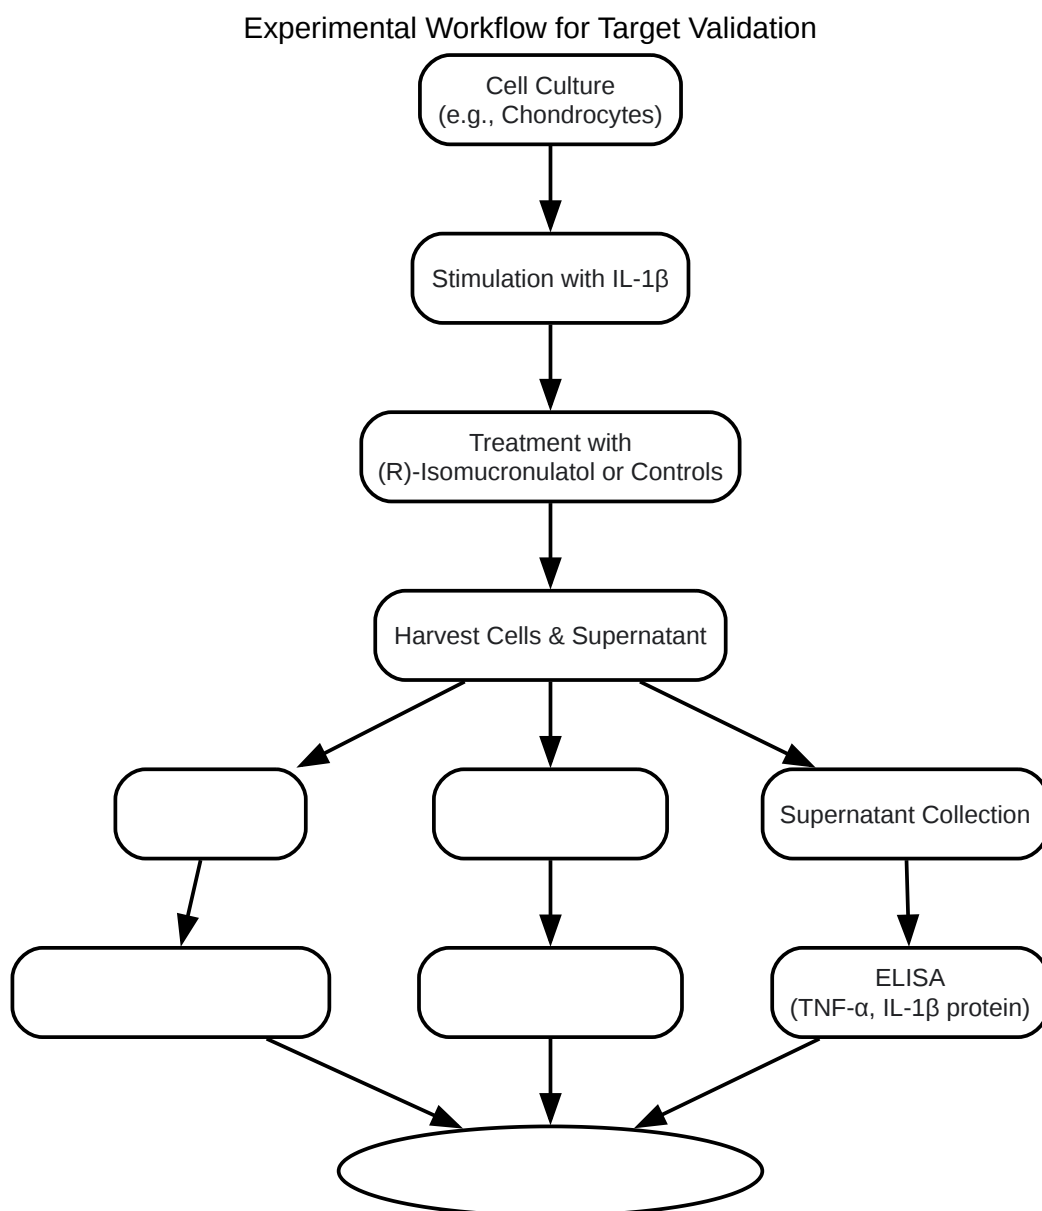 Experimental Workflow for Target Validation
Cell Culture
(e.g., Chondrocytes)
Stimulation with IL-1β
Treatment with
(R)-Isomucronulatol or Controls
Harvest Cells & Supernatant
Supernatant Collection
ELISA
(TNF-α, IL-1β protein)